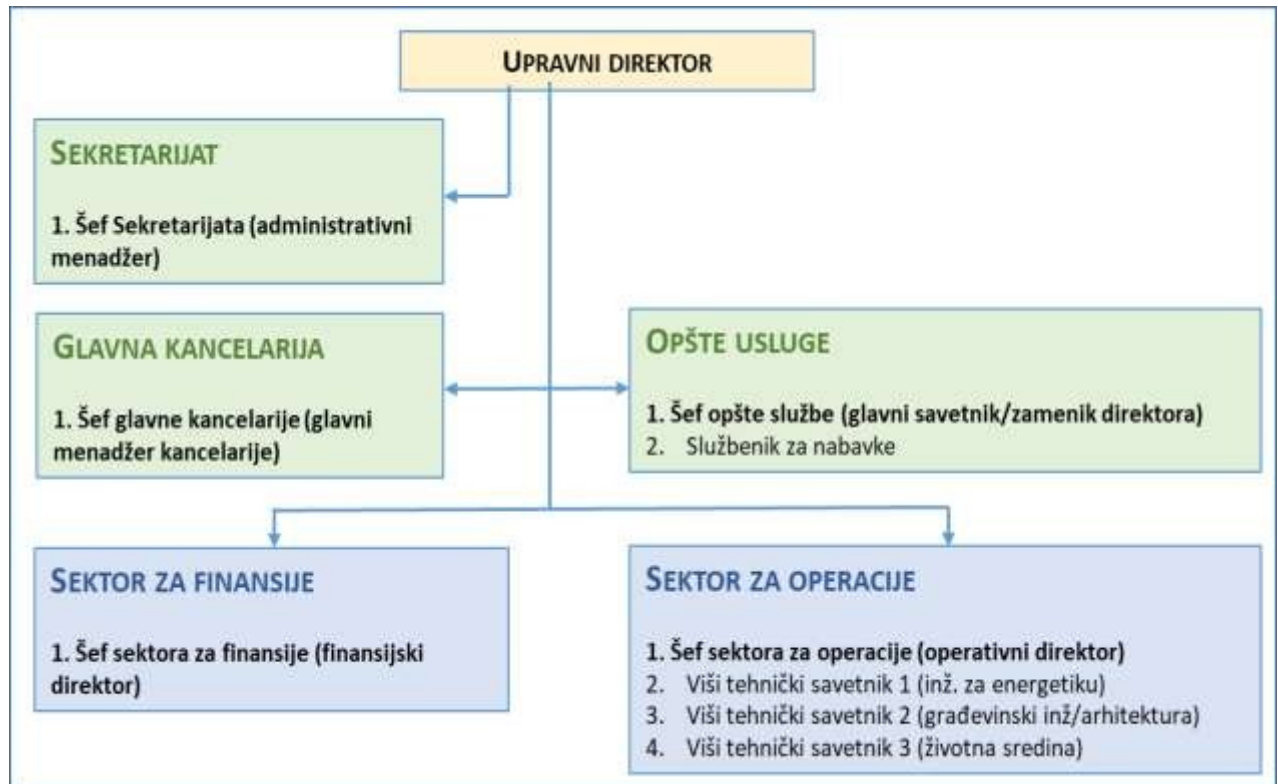 UPRAVNI DIREKTOR
SEKRETARIJAT
1. Šef Sekretarijata (administrativni
menadžer)
GLAVNA KANCELARIJA
1. Šef glavne kancelarije (glavni
menadžer kancelarije)
OPŠTE USLUGE
1. Šef opšte službe (glavni savetnik/zamenik direktora)
2. Službenik za nabavke
SEKTOR ZA FINANSIJE
1. Šef sektora za finansije (finansijski
direktor)
SEKTOR ZA OPERACIJE
1. Šef sektora za operacije (operativni direktor)
2. Viši tehnički savetnik 1 (inž. za energetiku)
3. Viši tehnički savetnik 2 (građevinski inž/arhitektura)
4. Viši tehnički savetnik 3 (životna sredina)